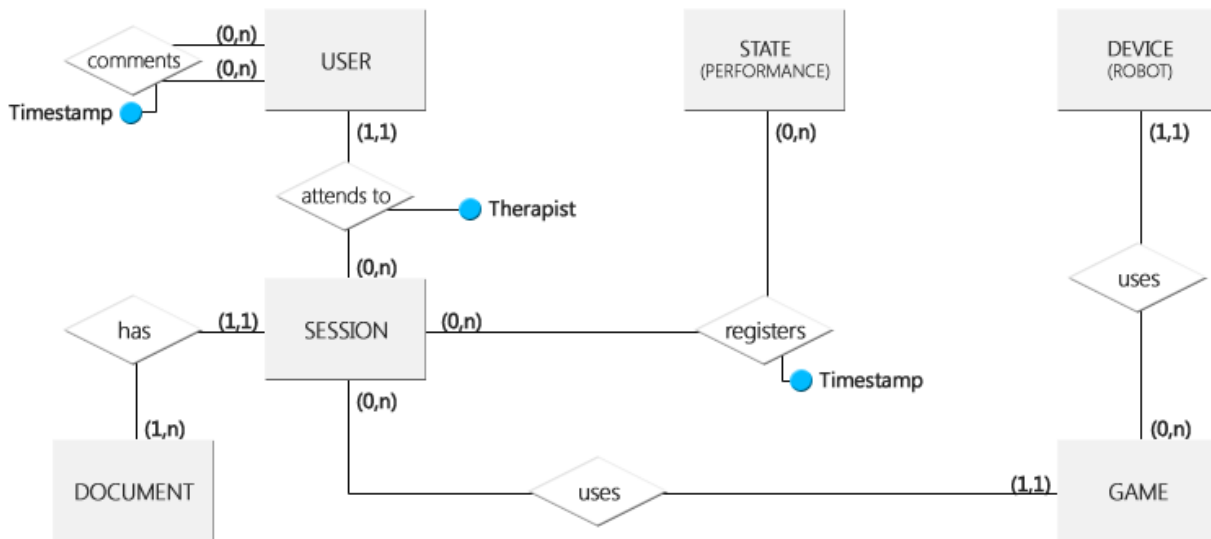 (0,n)
comments
(0,n)
Timestamp
USER
STATE
(PERFORMANCE)
DEVICE
(ROBOT)
(1,1)
(0,n)
(1,1)
attends to
Therapist
(0,n)
uses
has
(1,1)
SESSION
(0,n)
registers
Timestamp
(0,n)
(1,n)
(0,n)
DOCUMENT
uses
(1,1)
GAME